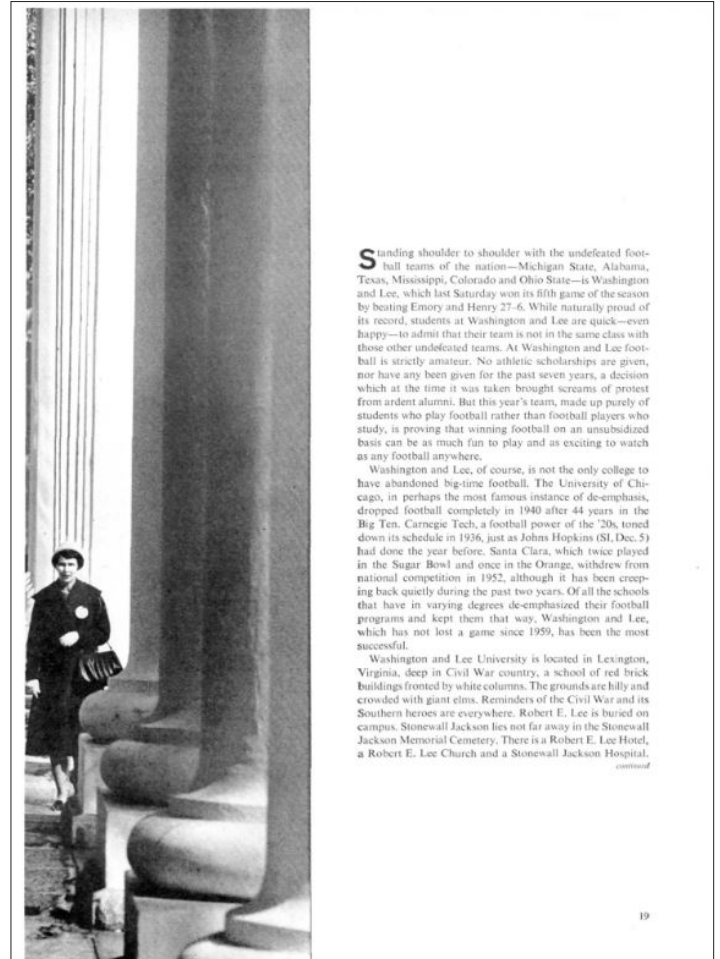 Standing shoulder to shoulder with the undefeated foot-
ball teams of the nation—Michigan State, Alabama,
Texas, Mississippi, Colorado and Ohio State—is Washington
and Lee, which last Saturday won its fifth game of the season
by beating Emory and Henry 27-6. While naturally proud of
its record, students at Washington and Lee are quick—even
happy—to admit that their team is not in the same class with
those other undefeated teams. At Washington and Lee foot-
ball is strictly amateur. No athletic scholarships are given,
nor have any been given for the past seven years, a decision
which at the time it was taken brought screams of protest
from ardent alumni. But this year's team, made up purely of
students who play football rather than football players who
study, is proving that winning football on an unsubsidized
basis can be as much fun to play and as exciting to watch
as any football anywhere.
Washington and Lee, of course, is not the only college to
have abandoned big-time football. The University of Chi-
cago, in perhaps the most famous instance of de-emphasis,
dropped football completely in 1940 after 44 years in the
Big Ten. Carnegie Tech, a football power of the '20s, toned
down its schedule in 1936, just as Johns Hopkins (SI, Dec. 5)
had done the year before. Santa Clara, which twice played
in the Sugar Bowl and once in the Orange, withdrew from
national competition in 1952, although it has been creep-
ing back quietly during the past two years. Of all the schools
that have in varying degrees de-emphasized their football
programs and kept them that way, Washington and Lee,
which has not lost a game since 1959, has been the most
successful.
Washington and Lee University is located in Lexington,
Virginia, deep in Civil War country, a school of red brick
buildings fronted by white columns. The grounds are hilly and
crowded with giant elms. Reminders of the Civil War and its
Southern heroes are everywhere. Robert E. Lee is buried on
campus. Stonewall Jackson lies not far away in the Stonewall
Jackson Memorial Cemetery. There is a Robert E. Lee Hotel,
a Robert E. Lee Church and a Stonewall Jackson Hospital.
continued
19